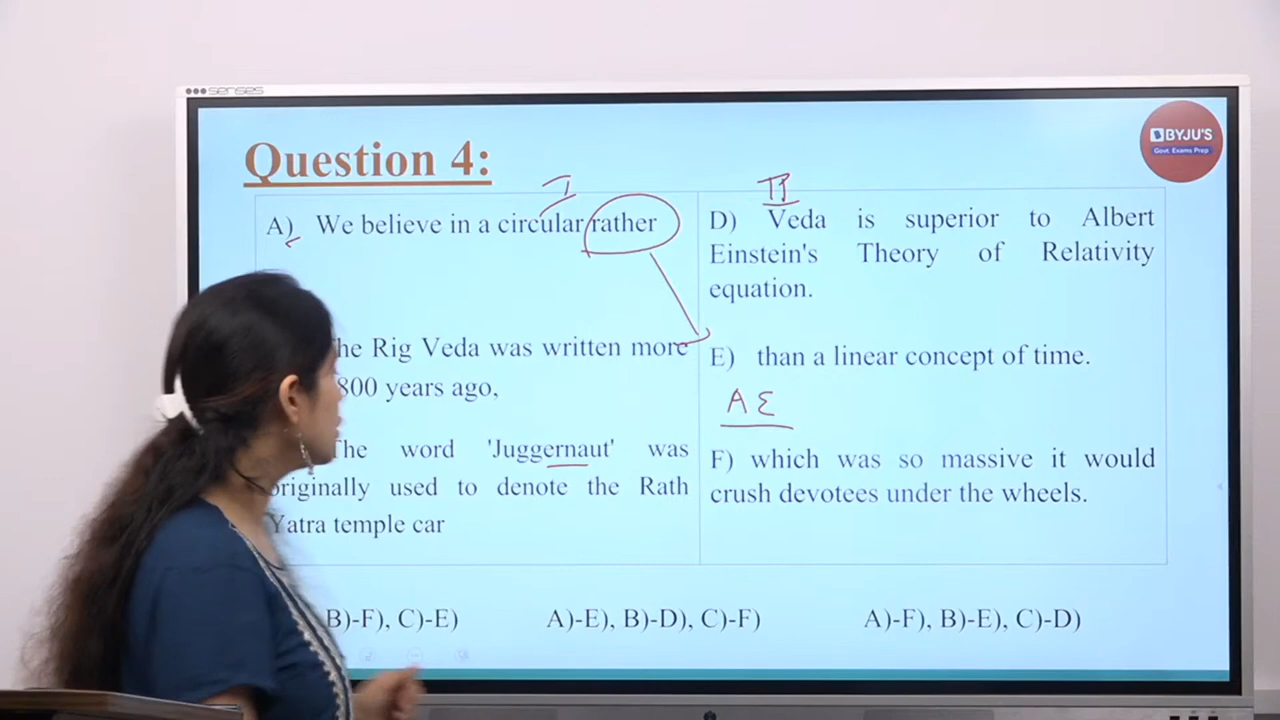 senses
BYJU'S
Govt. Exams Prep
Question 4:
I
II
A) We believe in a circular rather
he Rig Veda was written more
800 years ago,
The word 'Juggernaut' was
originally used to denote the Rath
Yatra temple car
D) Veda is superior to Albert
Einstein's Theory of Relativity
equation.
E) than a linear concept of time.
A E
F) which was so massive it would
crush devotees under the wheels.
B)-F), C)-E)
A)-E), B)-D), C)-F)
A)-F), B)-E), C)-D)